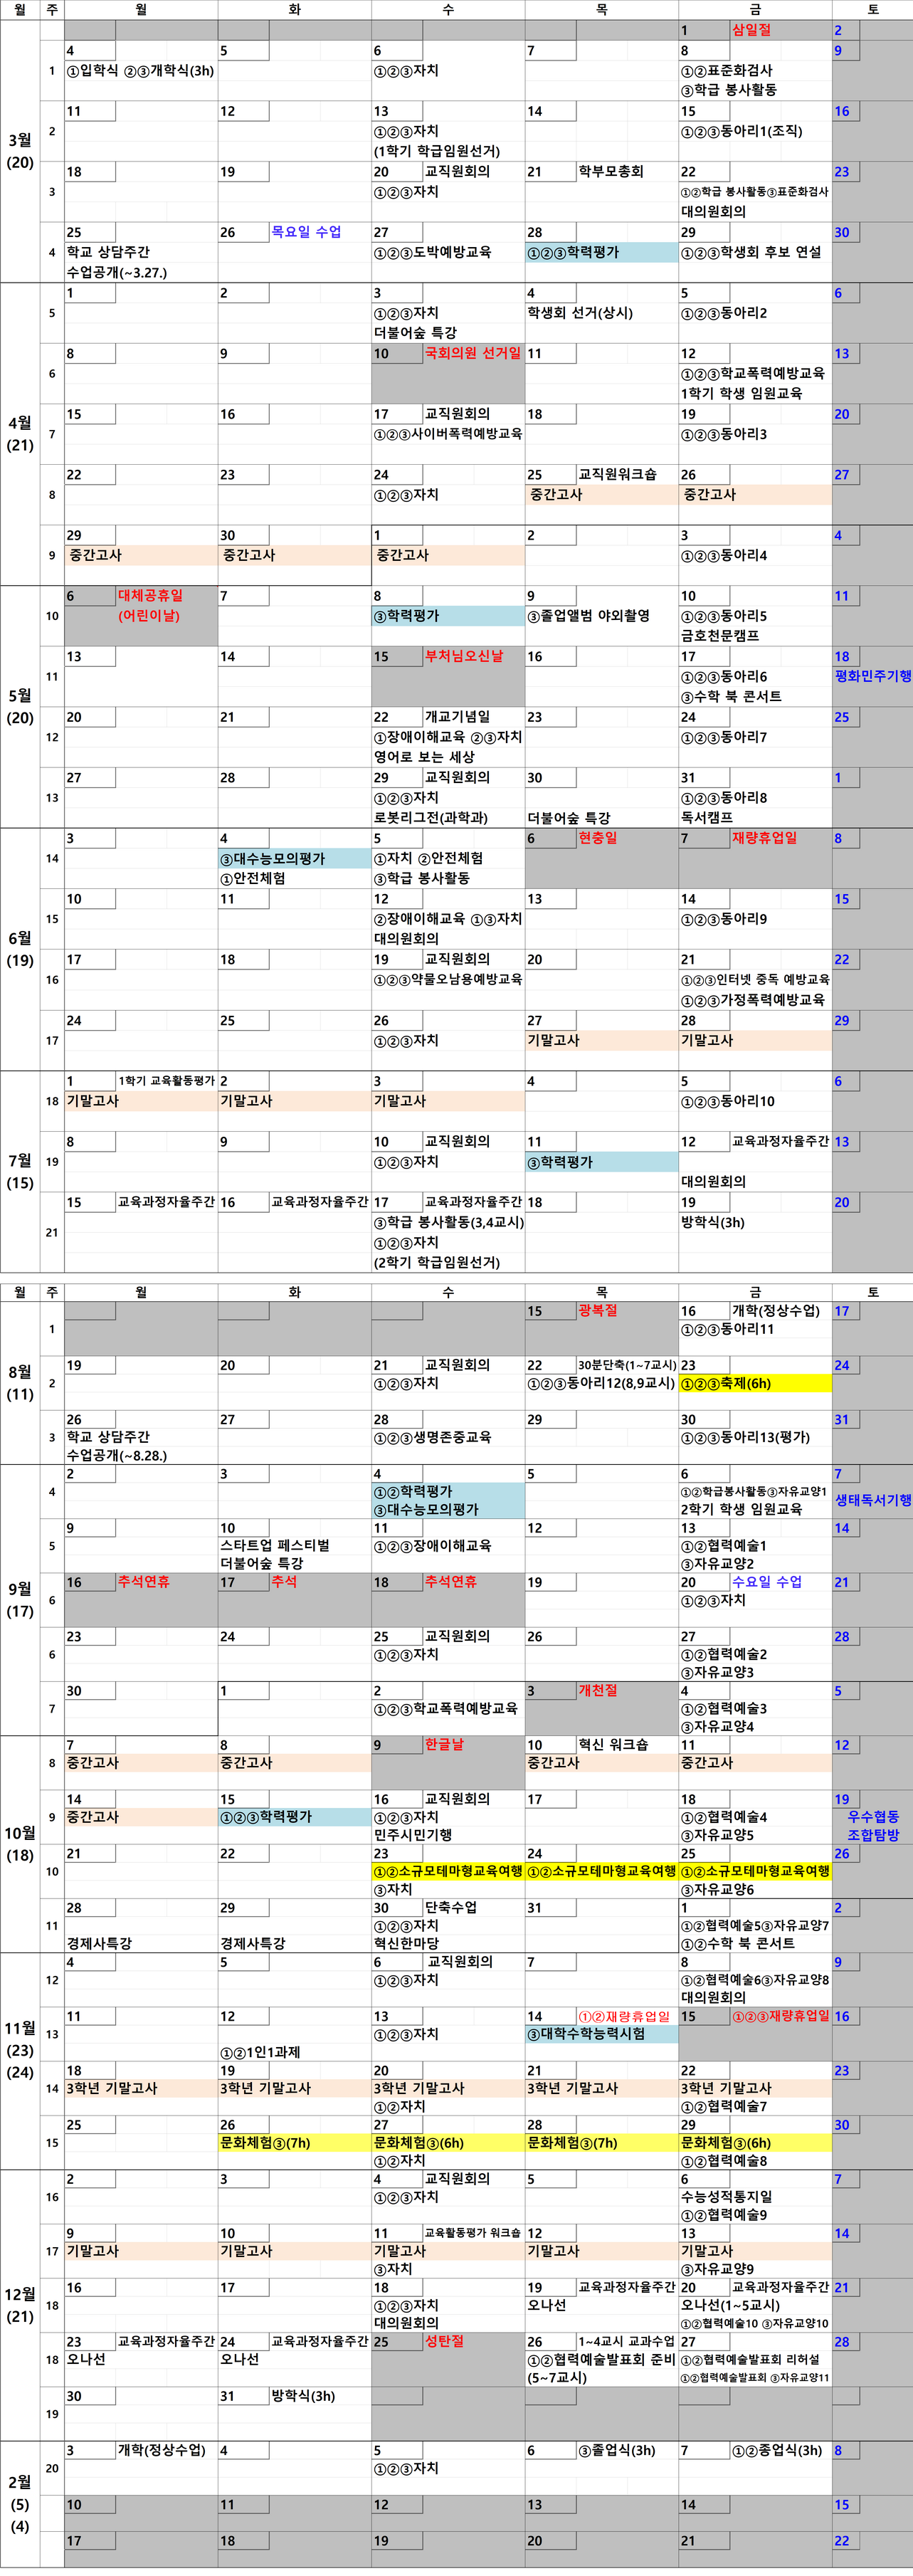 월 주 월 화 수 목 금 토
1 삼일절 2
3월
(20)
1
4 5 6 7 8 9
①입학식 ②③개학식(3h) ①②③자치 ①②표준화검사
③학급 봉사활동
2
11 12 13 14 15 16
①②③자치 ①②③동아리1(조직)
(1학기 학급임원선거)
3
18 19 20 교직원회의 21 학부모총회 22 23
①②③자치 ①②학급 봉사활동③표준화검사
대의원회의
4
25 26 목요일 수업 27 28 29 30
학교 상담주간 ①②③도박예방교육 ①②③학력평가 ①②③학생회 후보 연설
수업공개(~3.27.)
4월
(21)
5
1 2 3 4 5 6
①②③자치 학생회 선거(상시) ①②③동아리2
더불어숲 특강
6
8 9 10 국회의원 선거일 11 12 13
①②③학교폭력예방교육
1학기 학생 임원교육
7
15 16 17 교직원회의 18 19 20
①②③사이버폭력예방교육 ①②③동아리3
8
22 23 24 25 교직원워크숍 26 27
①②③자치 중간고사 중간고사
9
29 30 1 2 3 4
중간고사 중간고사 중간고사 ①②③동아리4
5월
(20)
10
6 대체공휴일 7 8 9 10 11
(어린이날) ③학력평가 ③졸업앨범 야외촬영 ①②③동아리5
금호천문캠프
11
13 14 15 부처님오신날 16 17 18
①②③동아리6 평화민주기행
③수학 북 콘서트
12
20 21 22 개교기념일 23 24 25
①장애이해교육 ②③자치 ①②③동아리7
영어로 보는 세상
13
27 28 29 교직원회의 30 31 1
①②③자치 ①②③동아리8
로봇리그전(과학과) 더불어숲 특강 독서캠프
6월
(19)
14
3 4 5 6 현충일 7 재량휴업일 8
③대수능모의평가 ①자치 ②안전체험
①안전체험 ③학급 봉사활동
15
10 11 12 13 14 15
②장애이해교육 ①③자치 ①②③동아리9
대의원회의
16
17 18 19 교직원회의 20 21 22
①②③약물오남용예방교육 ①②③인터넷 중독 예방교육
①②③가정폭력예방교육
17
24 25 26 27 28 29
①②③자치 기말고사 기말고사
7월
(15)
18
1 1학기 교육활동평가 2 3 4 5 6
기말고사 기말고사 기말고사 ①②③동아리10
19
8 9 10 교직원회의 11 12 교육과정자율주간 13
①②③자치 ③학력평가
대의원회의
21
15 교육과정자율주간 16 교육과정자율주간 17 교육과정자율주간 18 19 20
③학급 봉사활동(3,4교시) 방학식(3h)
①②③자치
(2학기 학급임원선거)
월 주 월 화 수 목 금 토
8월
(11)
1
15 광복절 16 개학(정상수업) 17
①②③동아리11
2
19 20 21 교직원회의 22 30분단축(1~7교시) 23 24
①②③자치 ①②③동아리12(8,9교시) ①②③축제(6h)
3
26 27 28 29 30 31
학교 상담주간 ①②③생명존중교육 ①②③동아리13(평가)
수업공개(~8.28.)
9월
(17)
4
2 3 4 5 6 7
①②학력평가 ①②학급봉사활동③자유교양1 생태독서기행
③대수능모의평가 2학기 학생 임원교육
5
9 10 11 12 13 14
스타트업 페스티벌 ①②③장애이해교육 ①②협력예술1
더불어숲 특강 ③자유교양2
6
16 추석연휴 17 추석 18 추석연휴 19 20 수요일 수업 21
①②③자치
6
23 24 25 교직원회의 26 27 28
①②③자치 ①②협력예술2
③자유교양3
7
30 1 2 3 개천절 4 5
①②③학교폭력예방교육 ①②협력예술3
③자유교양4
10월
(18)
8
7 8 9 한글날 10 혁신 워크숍 11 12
중간고사 중간고사 중간고사 중간고사
9
14 15 16 교직원회의 17 18 19
중간고사 ①②③학력평가 ①②③자치 ①②협력예술4 우수협동
민주시민기행 ③자유교양5 조합탐방
10
21 22 23 24 25 26
①②소규모테마형교육여행 ①②소규모테마형교육여행 ①②소규모테마형교육여행
③자치 ③자유교양6
11
28 29 30 단축수업 31 1 2
①②③자치 ①②협력예술5③자유교양7
경제사특강 경제사특강 혁신한마당 ①②수학 북 콘서트
11월
(23)
(24)
12
4 5 6 교직원회의 7 8 9
①②③자치 ①②협력예술6③자유교양8
대의원회의
13
11 12 13 14 ①②재량휴업일 15 ①②③재량휴업일 16
①②③자치 ③대학수학능력시험
①②1인1과제
14
18 19 20 21 22 23
3학년 기말고사 3학년 기말고사 3학년 기말고사 3학년 기말고사 3학년 기말고사
①②자치 ①②협력예술7
15
25 26 27 28 29 30
문화체험③(7h) 문화체험③(6h) 문화체험③(7h) 문화체험③(6h)
①②자치 ①②협력예술8
12월
(21)
16
2 3 4 교직원회의 5 6 7
①②③자치 수능성적통지일
①②협력예술9
17
9 10 11 교육활동평가 워크숍 12 13 14
기말고사 기말고사 기말고사 기말고사 기말고사
③자치 ③자유교양9
18
16 17 18 19 교육과정자율주간 20 교육과정자율주간 21
①②③자치 오나선 오나선(1~5교시)
대의원회의 ①②협력예술10 ③자유교양10
18
23 교육과정자율주간 24 교육과정자율주간 25 성탄절 26 1~4교시 교과수업 27 28
오나선 오나선 ①②협력예술발표회 준비 ①②협력예술발표회 리허설
(5~7교시) ①②협력예술발표회 ③자유교양11
19
30 31 방학식(3h)
2월
(5)
(4)
20
3 개학(정상수업) 4 5 6 ③졸업식(3h) 7 ①②종업식(3h) 8
①②③자치
10 11 12 13 14 15
17 18 19 20 21 22